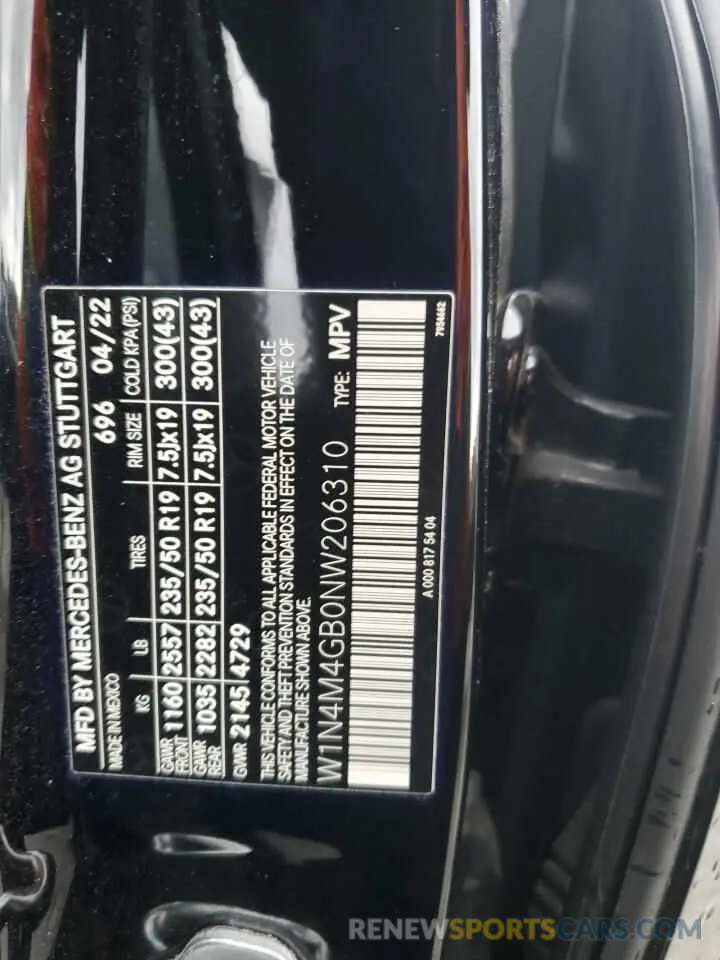 MFD BY MERCEDES-BENZ AG STUTTGART
MADE IN MEXICO 696 04/22
KG LB TIRES RIM SIZE COLD KPA (PSI)
GAWR FRONT 1160 2557 235/50 R19 7.5Jx19 300(43)
GAWR REAR 1035 2282 235/50 R19 7.5Jx19 300(43)
GVWR 2145 4729
THIS VEHICLE CONFORMS TO ALL APPLICABLE FEDERAL MOTOR VEHICLE
SAFETY AND THEFT PREVENTION STANDARDS IN EFFECT ON THE DATE OF
MANUFACTURE SHOWN ABOVE.
W1N4M4GB0NW206310 TYPE: MPV
A 000 817 54 04 7954642
RENEWSPORTSCARS.COM